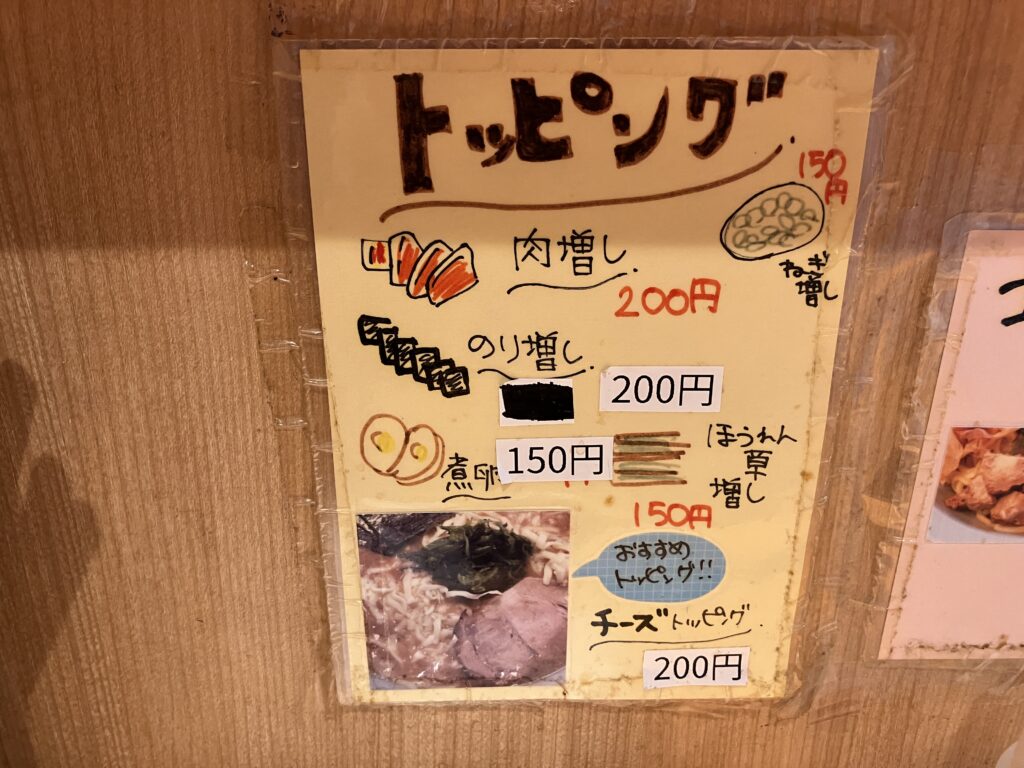 トッピング
150円
ねぎ増し
肉増し
200円
のり増し
200円
煮卵
150円
ほうれん草増し
150円
おすすめ
トッピング!!
チーズトッピング
200円